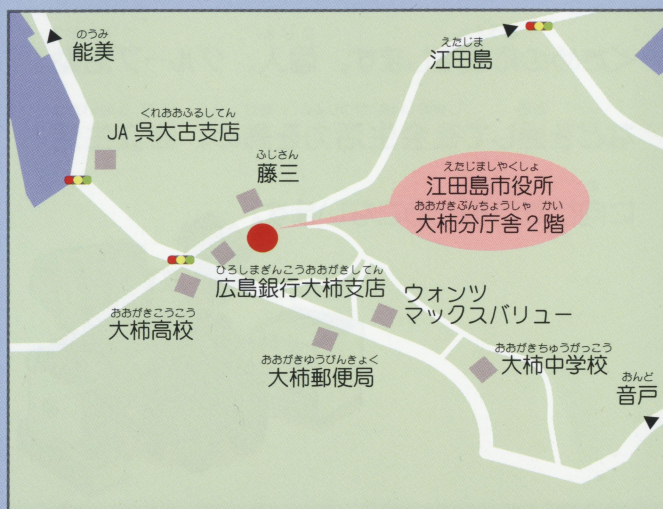 のうみ
能美
えたじま
江田島
くれおおふるしてん
JA 呉大古支店
ふじさん
藤三
えたじましやくしょ
江田島市役所
おおがきぶんちょうしゃ かい
大柿分庁舎2階
ひろしまぎんこうおおがきしてん
広島銀行大柿支店
ウォンツ
マックスバリュー
おおがきこうこう
大柿高校
おおがきゆうびんきょく
大柿郵便局
おおがきちゅうがっこう
大柿中学校
おんど
音戸